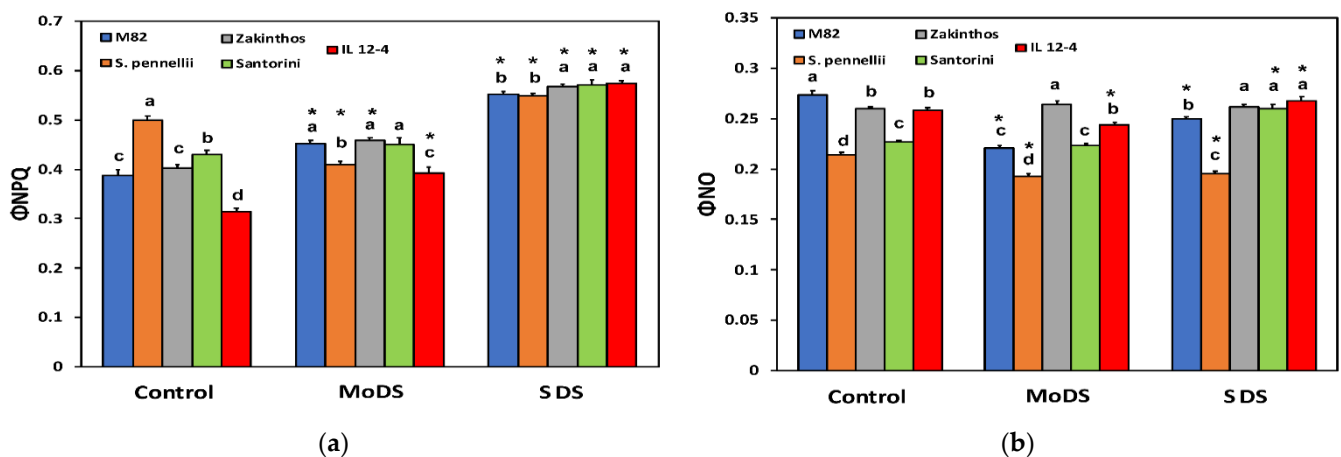 0.7
0.6
0.5
0.4
0.3
0.2
0.1
0
ΦNPQ
M82 Zakinthos IL 12-4
S. pennellii Santorini
c a c b d
* * * *
a b a a c
* * * * *
b b a a a
Control MoDS SDS
(a)
0.35
0.3
0.25
0.2
0.15
0.1
0.05
0
ΦNO
M82 Zakinthos IL 12-4
S. pennellii Santorini
a d b c b
* * *
c d a c b
* * * *
b c a a a
Control MoDS SDS
(b)